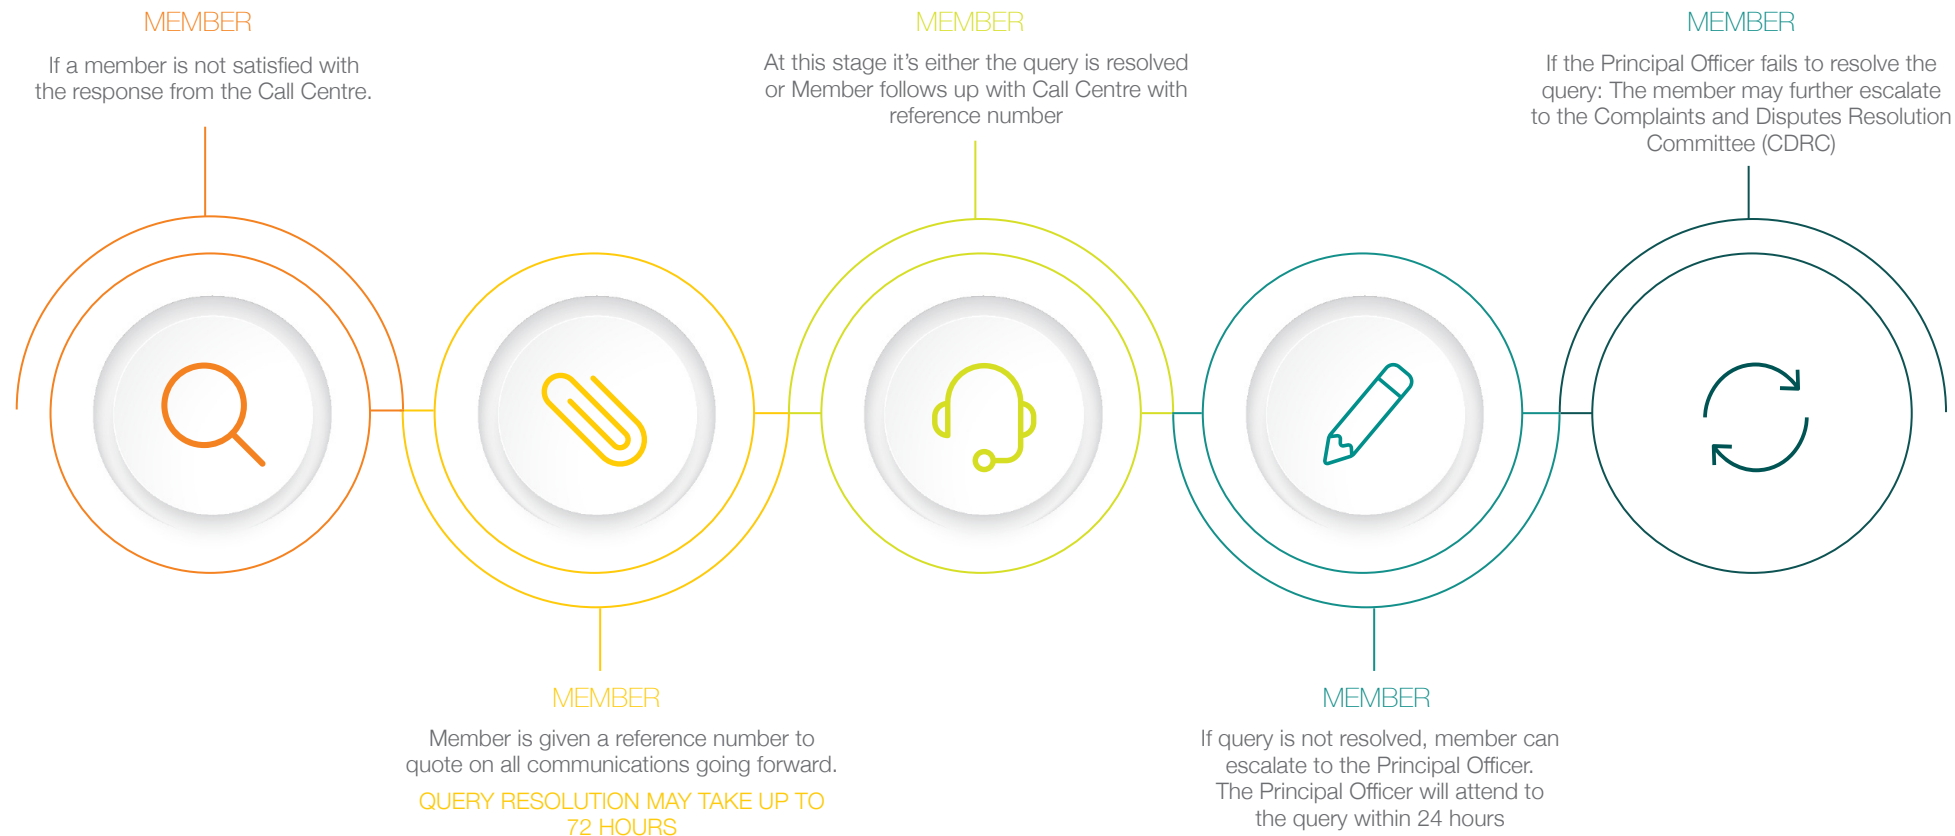 MEMBER
If a member is not satisfied with
the response from the Call Centre.
MEMBER
Member is given a reference number to
quote on all communications going forward.
QUERY RESOLUTION MAY TAKE UP TO
72 HOURS
MEMBER
At this stage it’s either the query is resolved
or Member follows up with Call Centre with
reference number
MEMBER
If query is not resolved, member can
escalate to the Principal Officer.
The Principal Officer will attend to
the query within 24 hours
MEMBER
If the Principal Officer fails to resolve the
query: The member may further escalate
to the Complaints and Disputes Resolution
Committee (CDRC)